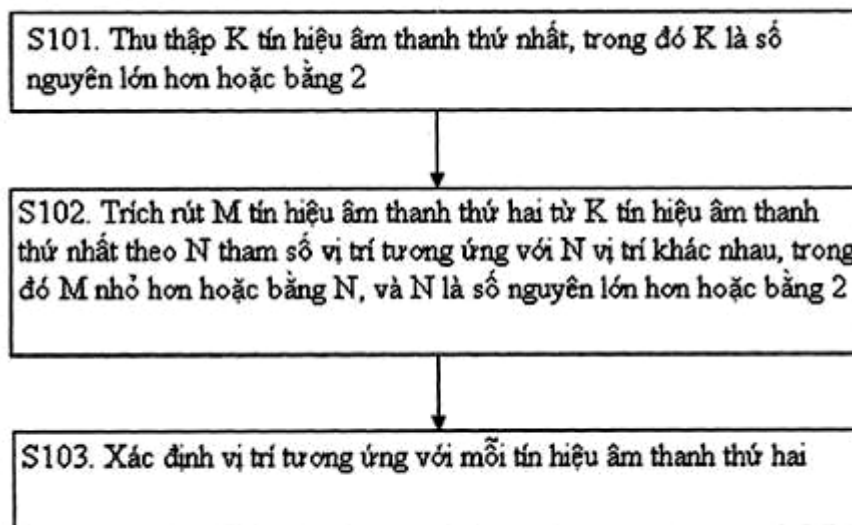 S101. Thu thập K tín hiệu âm thanh thứ nhất, trong đó K là số
nguyên lớn hơn hoặc bằng 2
S102. Trích rút M tín hiệu âm thanh thứ hai từ K tín hiệu âm thanh
thứ nhất theo N tham số vị trí tương ứng với N vị trí khác nhau, trong
đó M nhỏ hơn hoặc bằng N, và N là số nguyên lớn hơn hoặc bằng 2
S103. Xác định vị trí tương ứng với mỗi tín hiệu âm thanh thứ hai